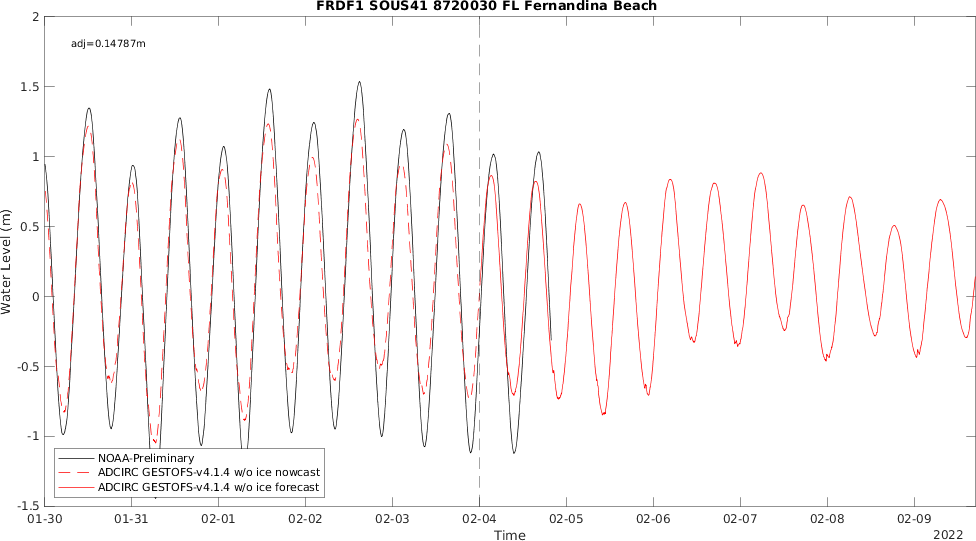 FRDF1 SOUS41 8720030 FL Fernandina Beach
adj=0.14787m
Water Level (m)
2
1.5
1
0.5
0
-0.5
-1
-1.5
NOAA-Preliminary
ADCIRC GESTOFS-v4.1.4 w/o ice nowcast
ADCIRC GESTOFS-v4.1.4 w/o ice forecast
01-30 01-31 02-01 02-02 02-03 02-04 02-05 02-06 02-07 02-08 02-09
Time
2022